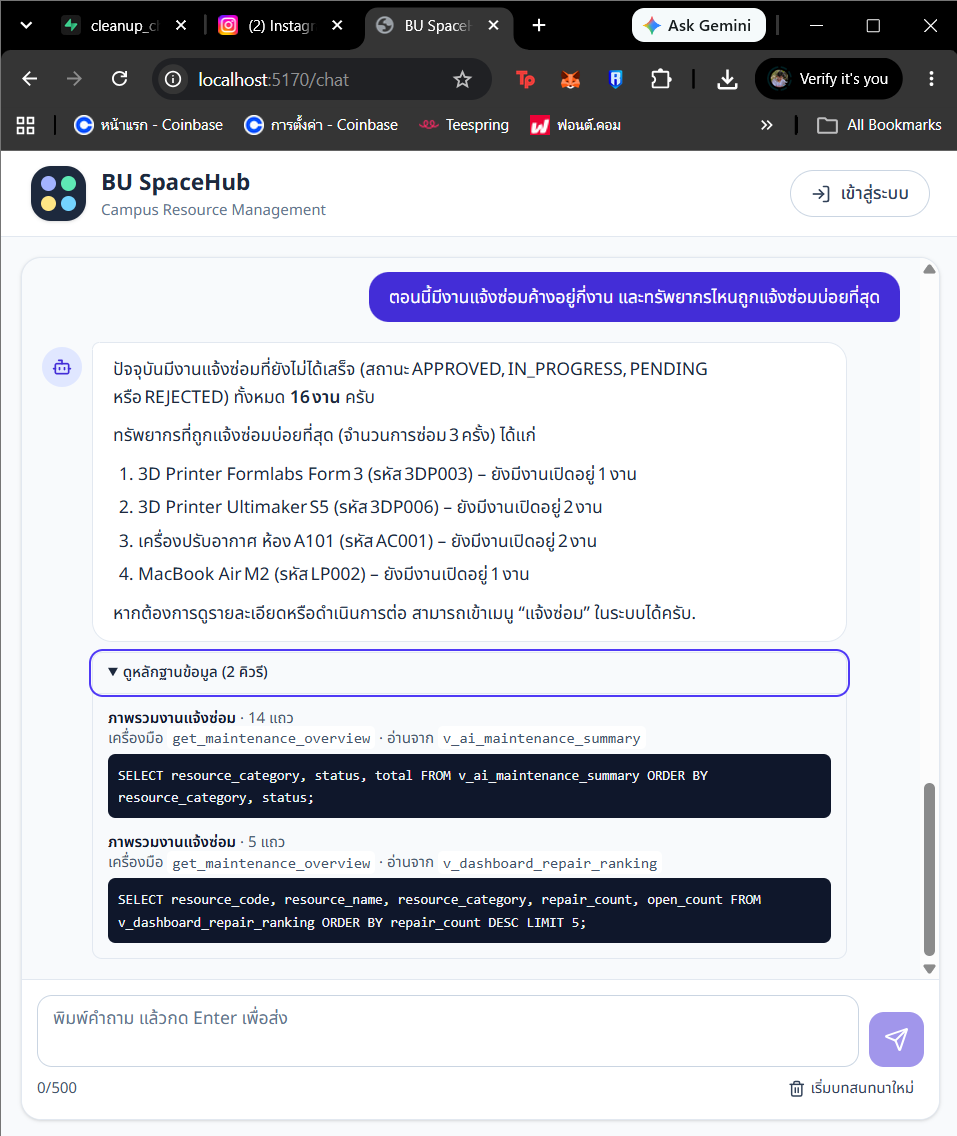 cleanup_cl
(2) Instagr
BU SpaceH
Ask Gemini
localhost:5170/chat
Tp
Verify it's you
หน้าแรก - Coinbase
การตั้งค่า - Coinbase
Teespring
ฟอนต์.คอม
All Bookmarks
BU SpaceHub
Campus Resource Management
เข้าสู่ระบบ
ตอนนี้มีงานแจ้งซ่อมค้างอยู่กี่งาน และทรัพยากรไหนถูกแจ้งซ่อมบ่อยที่สุด
ปัจจุบันมีงานแจ้งซ่อมที่ยังไม่ได้เสร็จ (สถานะ APPROVED, IN_PROGRESS, PENDING
หรือ REJECTED) ทั้งหมด 16 งาน ครับ
ทรัพยากรที่ถูกแจ้งซ่อมบ่อยที่สุด (จำนวนการซ่อม 3 ครั้ง) ได้แก่
1. 3D Printer Formlabs Form 3 (รหัส 3DP003) – ยังมีงานเปิดอยู่ 1 งาน
2. 3D Printer Ultimaker S5 (รหัส 3DP006) – ยังมีงานเปิดอยู่ 2 งาน
3. เครื่องปรับอากาศ ห้อง A101 (รหัส AC001) – ยังมีงานเปิดอยู่ 2 งาน
4. MacBook Air M2 (รหัส LP002) – ยังมีงานเปิดอยู่ 1 งาน
หากต้องการดูรายละเอียดหรือดำเนินการต่อ สามารถเข้าเมนู “แจ้งซ่อม” ในระบบได้ครับ.
▼ ดูหลักฐานข้อมูล (2 คิวรี)
ภาพรวมงานแจ้งซ่อม · 14 แถว
เครื่องมือ get_maintenance_overview · อ่านจาก v_ai_maintenance_summary
SELECT resource_category, status, total FROM v_ai_maintenance_summary ORDER BY
resource_category, status;
ภาพรวมงานแจ้งซ่อม · 5 แถว
เครื่องมือ get_maintenance_overview · อ่านจาก v_dashboard_repair_ranking
SELECT resource_code, resource_name, resource_category, repair_count, open_count FROM
v_dashboard_repair_ranking ORDER BY repair_count DESC LIMIT 5;
พิมพ์คำถาม แล้วกด Enter เพื่อส่ง
0/500
เริ่มบทสนทนาใหม่